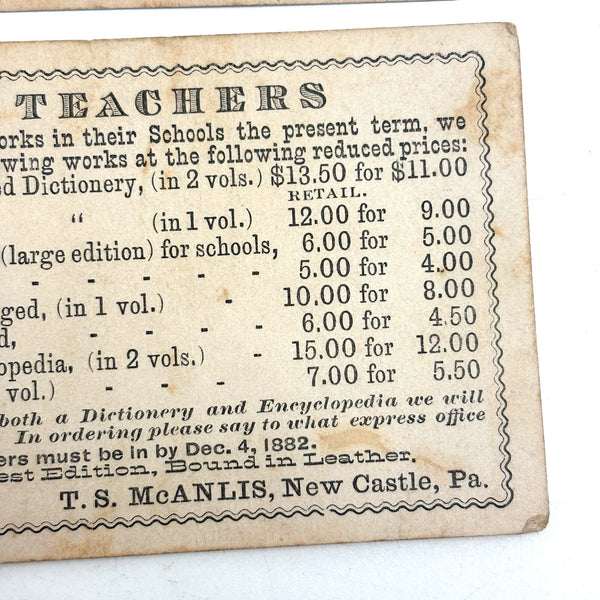 TEACHERS
orks in their Schools the present term, we
wing works at the following reduced prices:
ed Dictionery, (in 2 vols.) $13.50 for $11.00
RETAIL.
“ (in 1 vol.) 12.00 for 9.00
(large edition) for schools, 6.00 for 5.00
- - - - - 5.00 for 4.00
ged, (in 1 vol.) - 10.00 for 8.00
d, - - - - 6.00 for 4.50
opedia, (in 2 vols.) - 15.00 for 12.00
vol.) - - - 7.00 for 5.50
both a Dictionery and Encyclopedia we will
In ordering please say to what express office
ers must be in by Dec. 4, 1882.
est Edition, Bound in Leather.
T. S. McANLIS, New Castle, Pa.